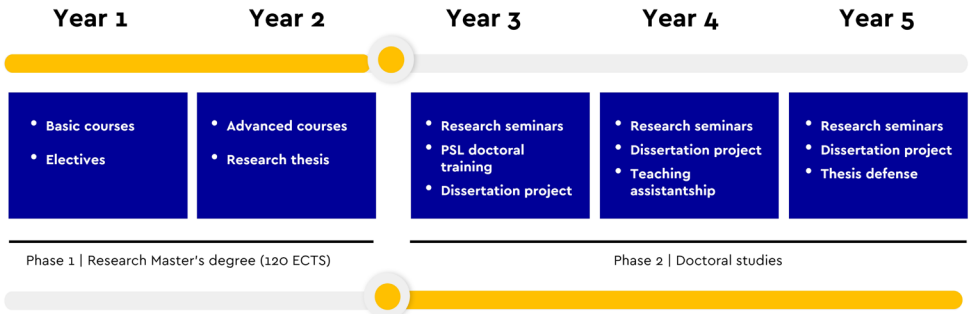 Year 1
Year 2
Year 3
Year 4
Year 5
• Basic courses
• Electives
• Advanced courses
• Research thesis
• Research seminars
• PSL doctoral
training
• Dissertation project
• Research seminars
• Dissertation project
• Teaching
assistantship
• Research seminars
• Dissertation project
• Thesis defense
Phase 1 | Research Master's degree (120 ECTS)
Phase 2 | Doctoral studies